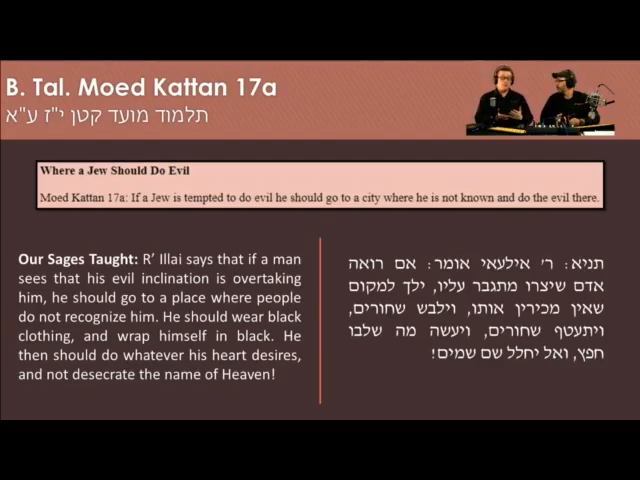 B. Tal. Moed Kattan 17a
תלמוד מועד קטן י"ז ע"א
Where a Jew Should Do Evil
Moed Kattan 17a: If a Jew is tempted to do evil he should go to a city where he is not known and do the evil there.
Our Sages Taught: R’ Illai says that if a man
sees that his evil inclination is overtaking
him, he should go to a place where people
do not recognize him. He should wear black
clothing, and wrap himself in black. He
then should do whatever his heart desires,
and not desecrate the name of Heaven!
תניא: ר' אילעאי אומר: אם רואה
אדם שיצרו מתגבר עליו, ילך למקום
שאין מכירין אותו, וילבש שחורים,
ויתעטף שחורים, ויעשה מה שלבו
חפץ, ואל יחלל שם שמים!